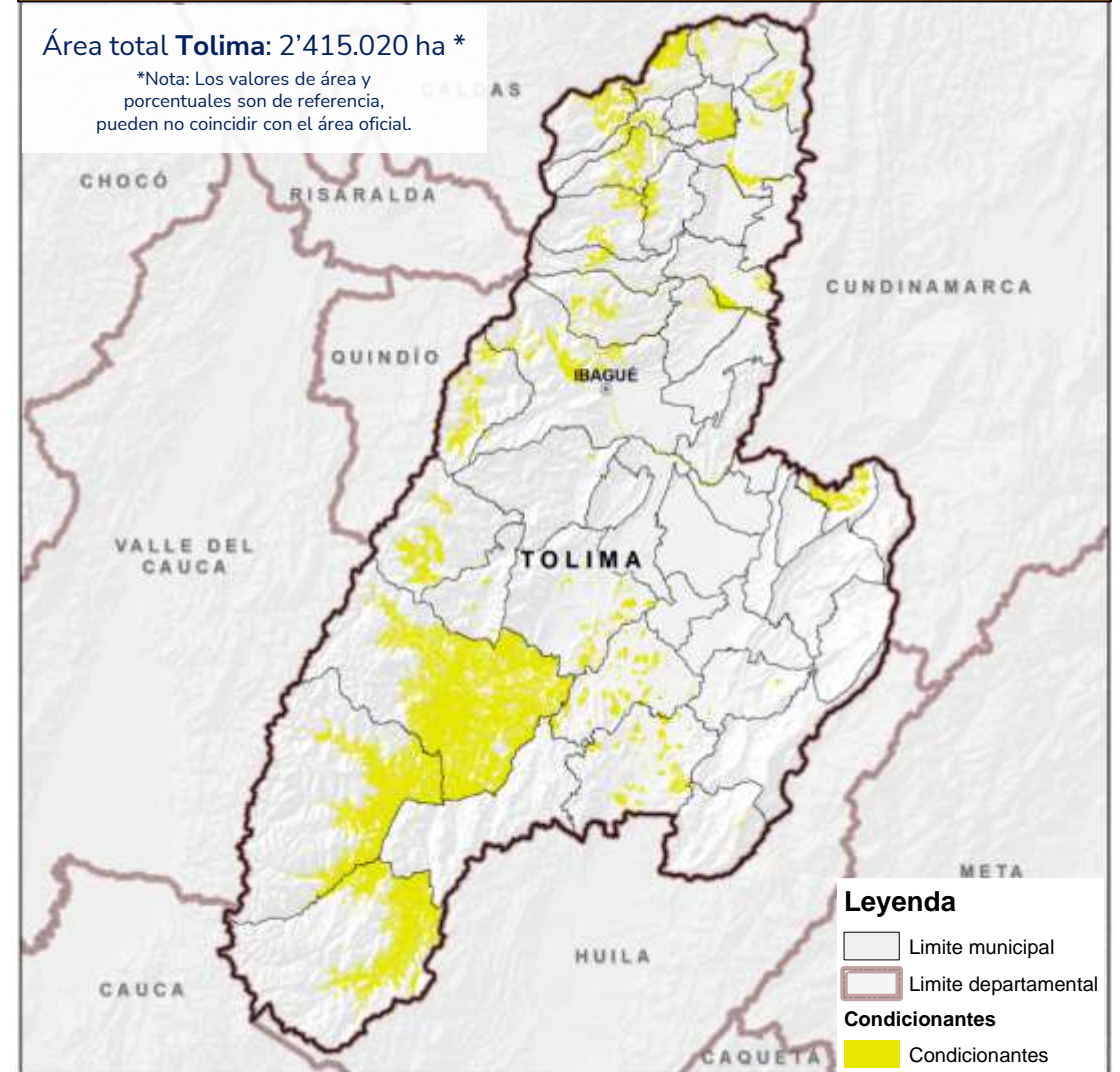 Área total Tolima: 2’415.020 ha *
*Nota: Los valores de área y
porcentuales son de referencia,
pueden no coincidir con el área oficial.
CALDAS
CHOCÓ
RISARALDA
CUNDINAMARCA
QUINDÍO
IBAGUÉ
VALLE DEL
CAUCA
TOLIMA
META
HUILA
CAUCA
CAQUETÁ
Leyenda
Limite municipal
Limite departamental
Condicionantes
Condicionantes